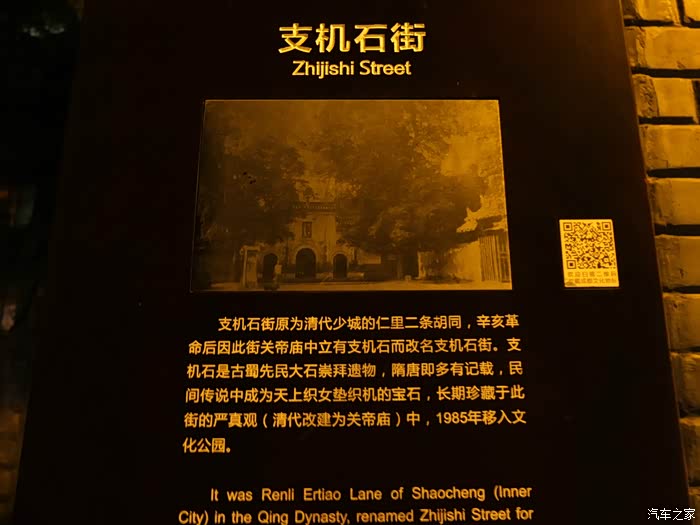 支机石街
Zhijishi Street
支机石街原为清代少城的仁里二条胡同，辛亥革
命后因此街关帝庙中立有支机石而改名支机石街。支
机石是古蜀先民大石崇拜遗物，隋唐即多有记载，民
间传说中成为天上织女垫织机的宝石，长期珍藏于此
街的严真观（清代改建为关帝庙）中，1985年移入文
化公园。
It was Renli Ertiao Lane of Shaocheng (Inner
City) in the Qing Dynasty, renamed Zhijishi Street for
汽车之家